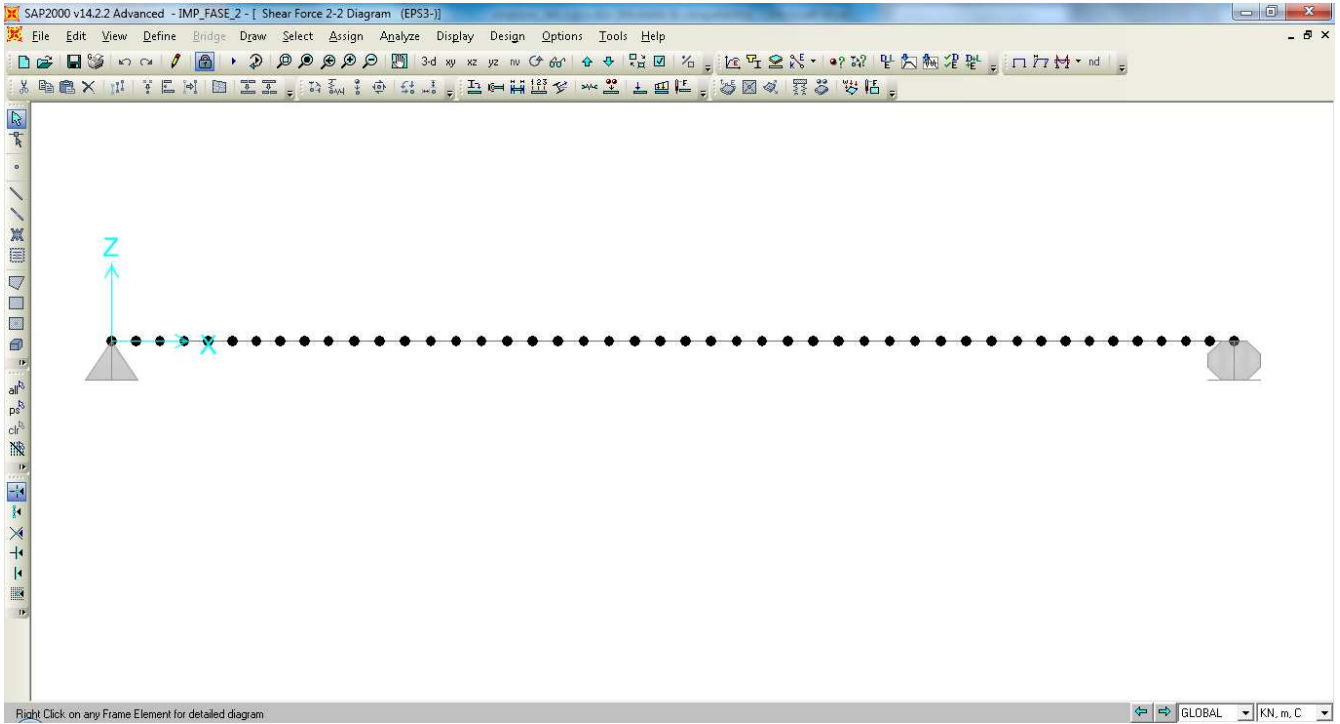 SAP2000 v14.2.2 Advanced - IMP_FASE_2 - [ Shear Force 2-2 Diagram (EPS3-)]
File Edit View Define Bridge Draw Select Assign Analyze Display Design Options Tools Help
3-d xy xz yz nv
nd
Z
X
all
ps
clr
Right Click on any Frame Element for detailed diagram
GLOBAL
KN, m, C